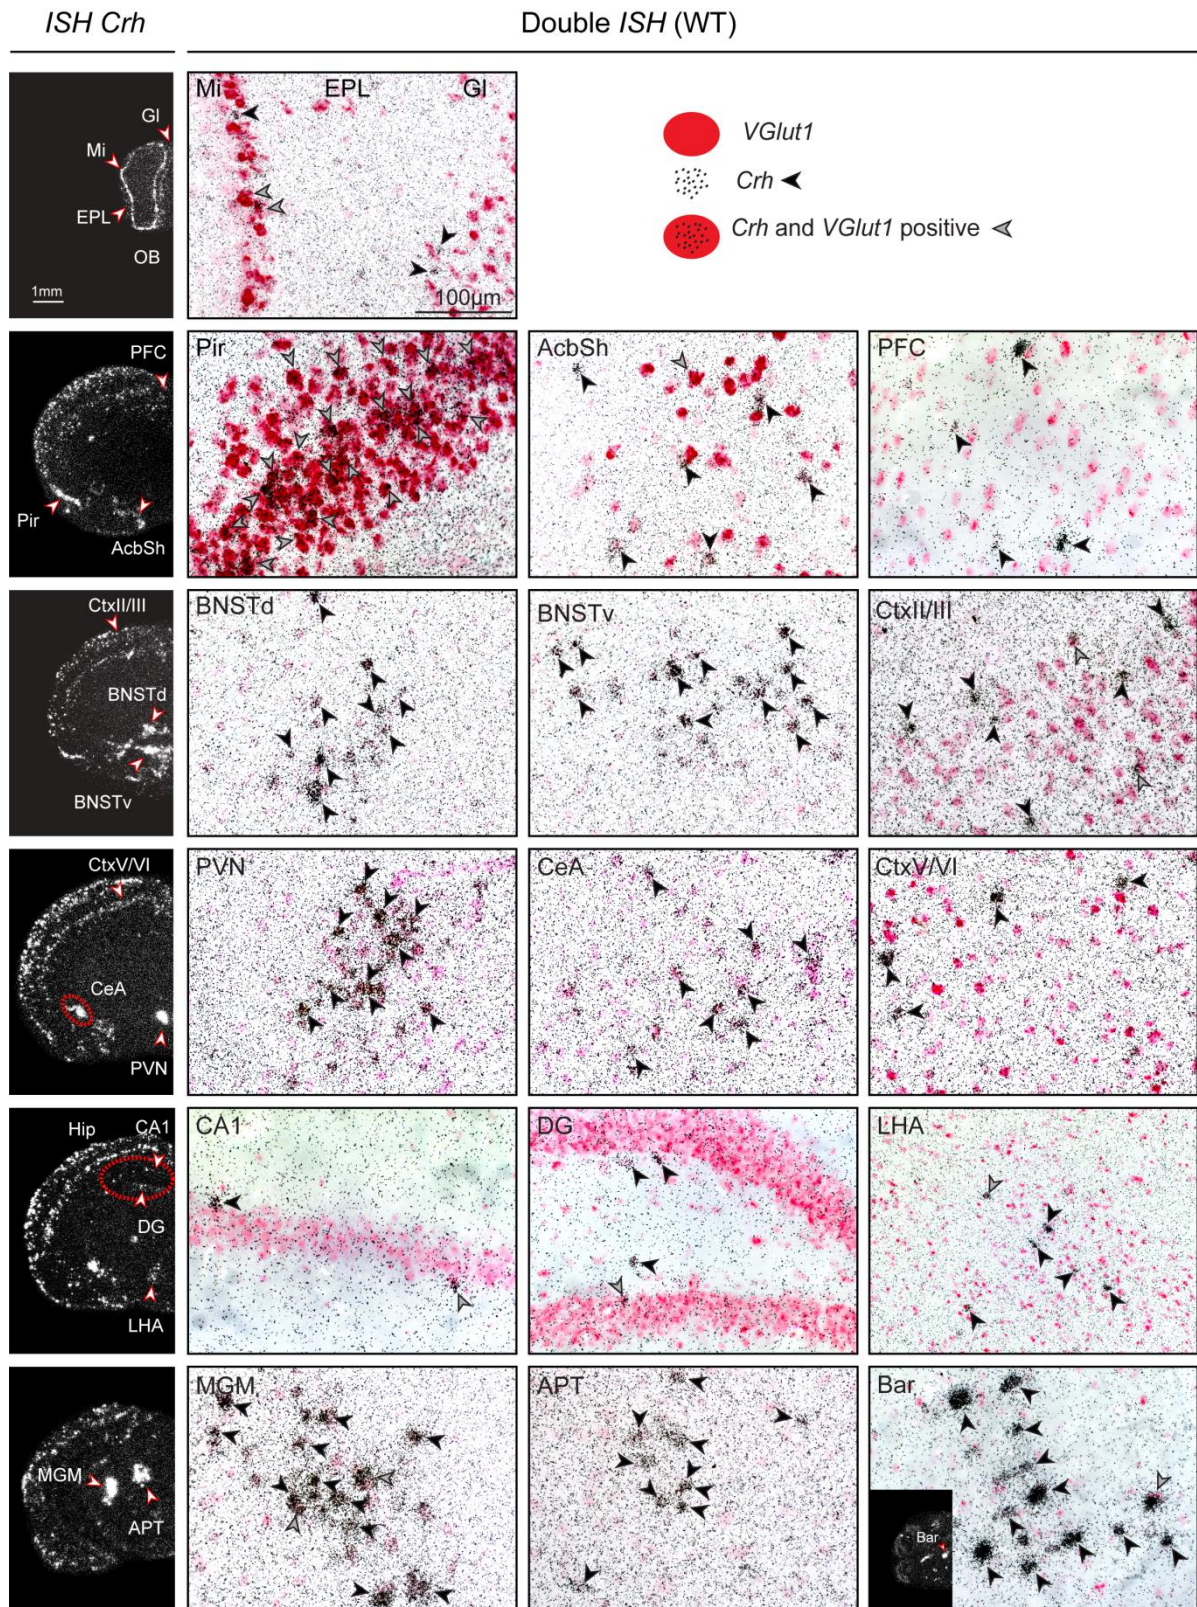 ISH Crh
Double ISH (WT)
Gl
Mi
EPL
OB
1mm
Mi EPL Gl
100µm
VGlut1
Crh
Crh and VGlut1 positive
PFC
Pir
AcbSh
Pir
AcbSh
PFC
CtxII/III
BNSTd
BNSTv
BNSTd
BNSTv
CtxII/III
CtxV/VI
CeA
PVN
PVN
CeA
CtxV/VI
Hip CA1
DG
LHA
CA1
DG
LHA
MGM
APT
MGM
APT
Bar
Bar